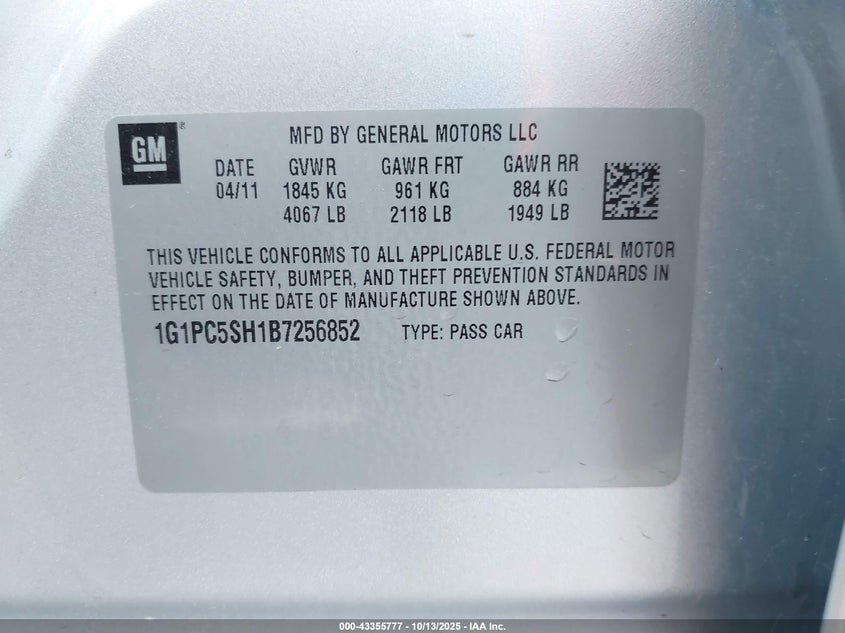 GM ®
MFD BY GENERAL MOTORS LLC
DATE GVWR GAWR FRT GAWR RR
04/11 1845 KG 961 KG 884 KG
4067 LB 2118 LB 1949 LB
THIS VEHICLE CONFORMS TO ALL APPLICABLE U.S. FEDERAL MOTOR
VEHICLE SAFETY, BUMPER, AND THEFT PREVENTION STANDARDS IN
EFFECT ON THE DATE OF MANUFACTURE SHOWN ABOVE.
1G1PC5SH1B7256852 TYPE: PASS CAR
000-43355777 - 10/13/2025 - IAA Inc.